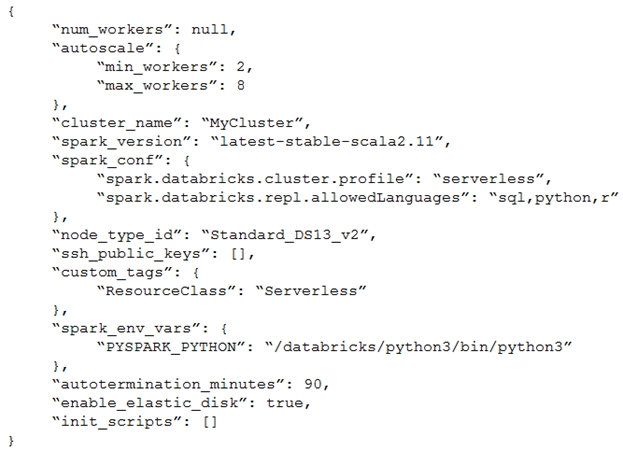 {
“num_workers”: null,
“autoscale”: {
“min_workers”: 2,
“max_workers”: 8
},
“cluster_name”: “MyCluster”,
“spark_version”: “latest-stable-scala2.11”,
“spark_conf”: {
“spark.databricks.cluster.profile”: “serverless”,
“spark.databricks.repl.allowedLanguages”: “sql,python,r”
},
“node_type_id”: “Standard_DS13_v2”,
“ssh_public_keys”: [],
“custom_tags”: {
“ResourceClass”: “Serverless”
},
“spark_env_vars”: {
“PYSPARK_PYTHON”: “/databricks/python3/bin/python3”
},
“autotermination_minutes”: 90,
“enable_elastic_disk”: true,
“init_scripts”: []
}